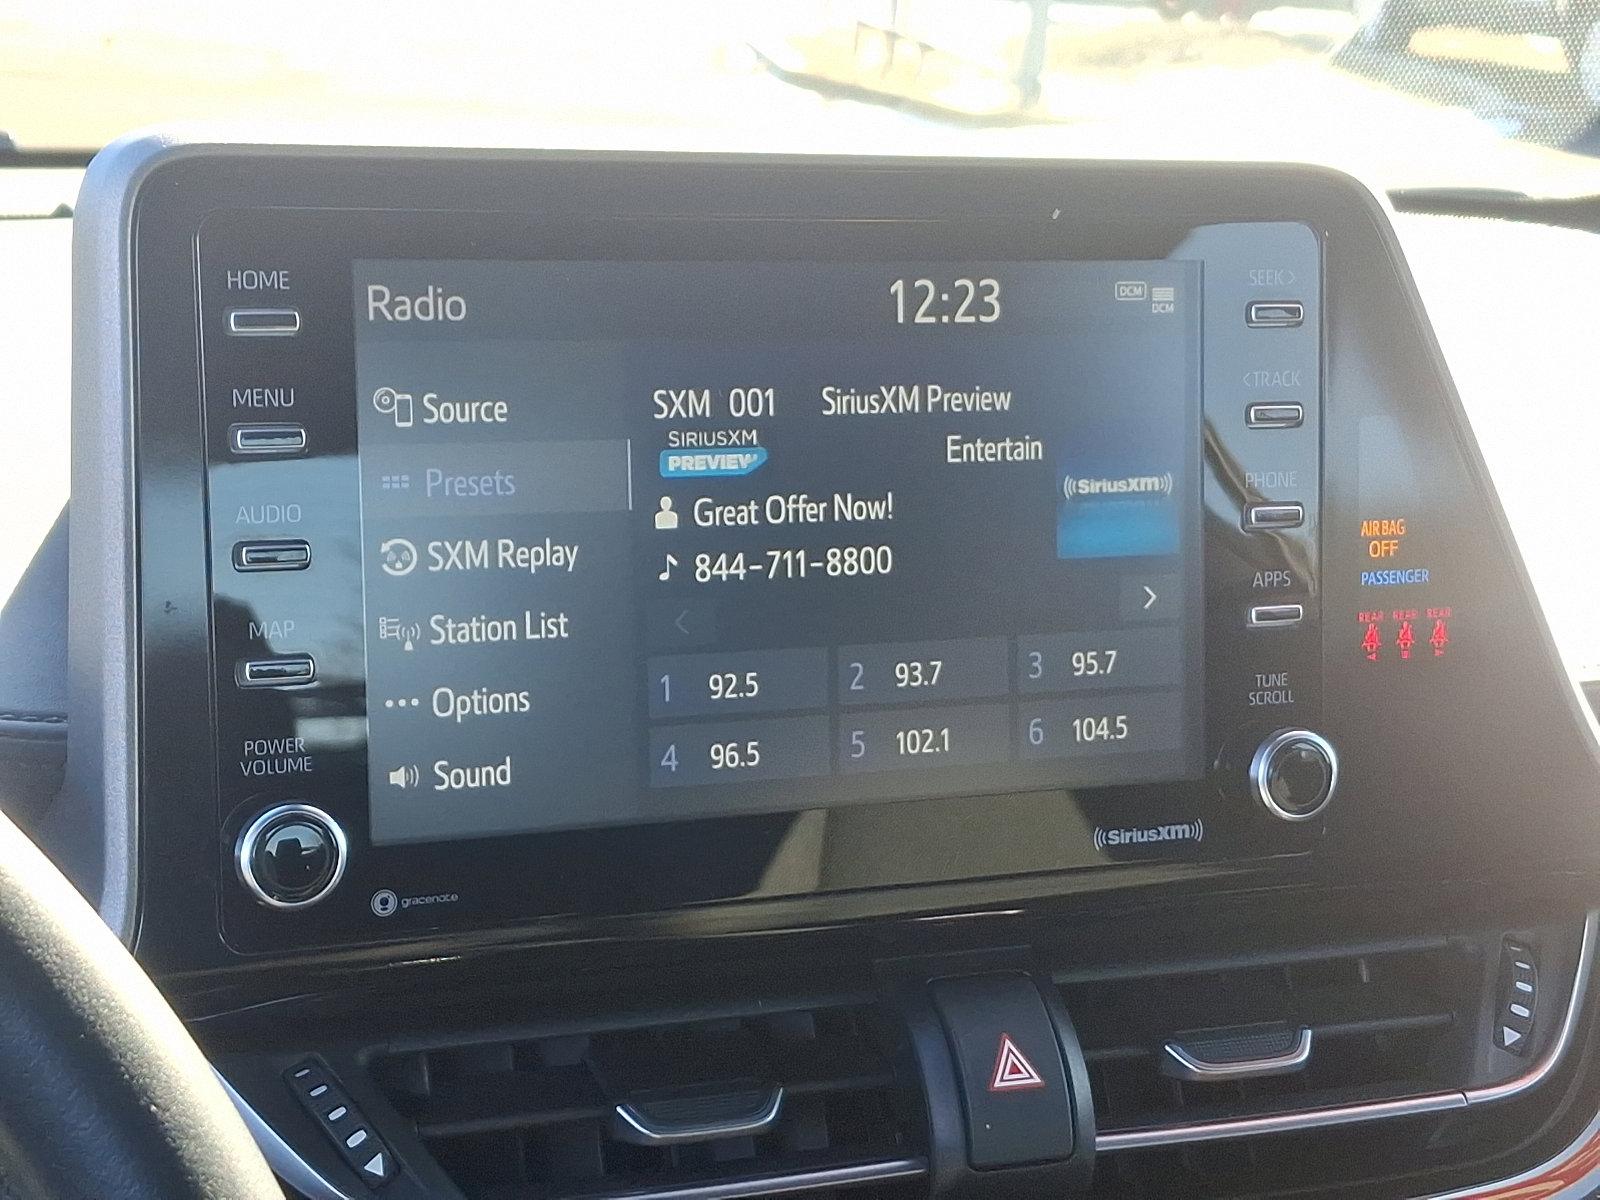 HOME
MENU
AUDIO
MAP
POWER
VOLUME
Radio
12:23
DCM
DCM
Source
Presets
SXM Replay
Station List
Options
Sound
SXM 001 SiriusXM Preview
SIRIUSXM
PREVIEW
Entertain
Great Offer Now!
844-711-8800
((SiriusXM))
1 92.5
2 93.7
3 95.7
4 96.5
5 102.1
6 104.5
gracenote
((SiriusXM))
SEEK >
< TRACK
PHONE
APPS
TUNE
SCROLL
AIR BAG
OFF
PASSENGER
REAR REAR REAR